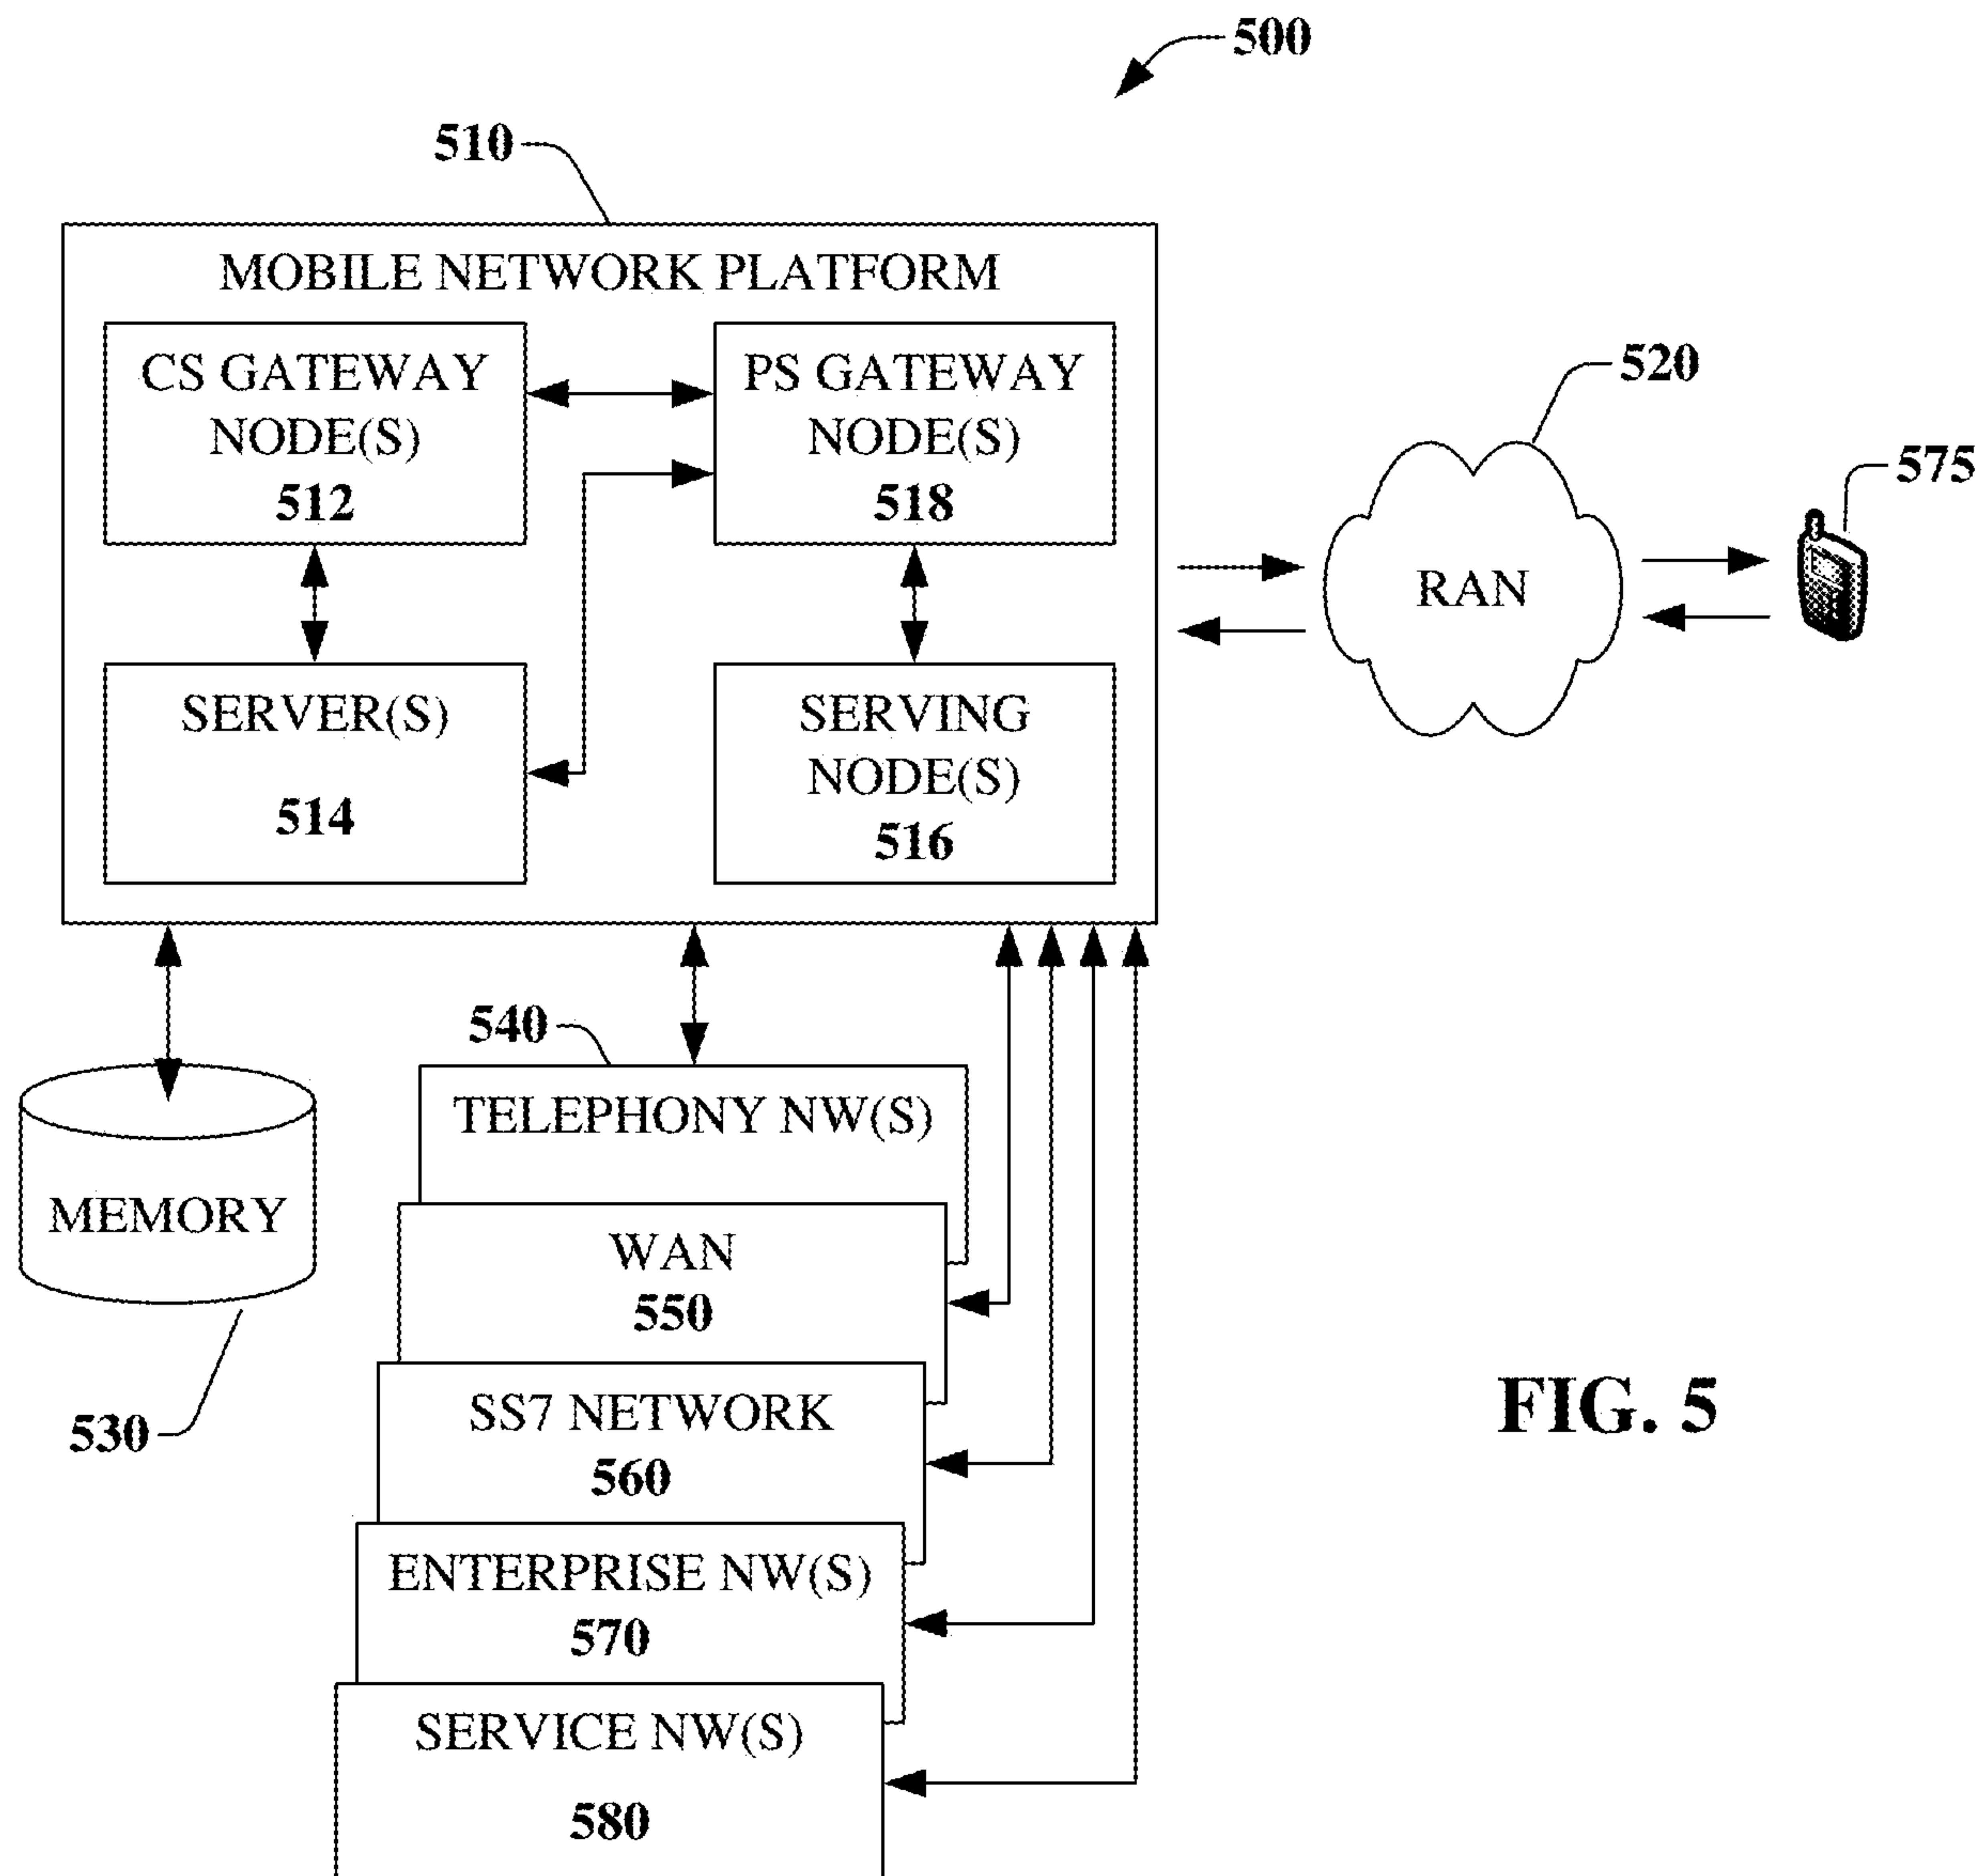 500
510
MOBILE NETWORK PLATFORM
CS GATEWAY
NODE(S)
512
PS GATEWAY
NODE(S)
518
520
575
RAN
SERVER(S)
514
SERVING
NODE(S)
516
540
TELEPHONY NW(S)
MEMORY
530
WAN
550
SS7 NETWORK
560
ENTERPRISE NW(S)
570
SERVICE NW(S)
580
FIG. 5